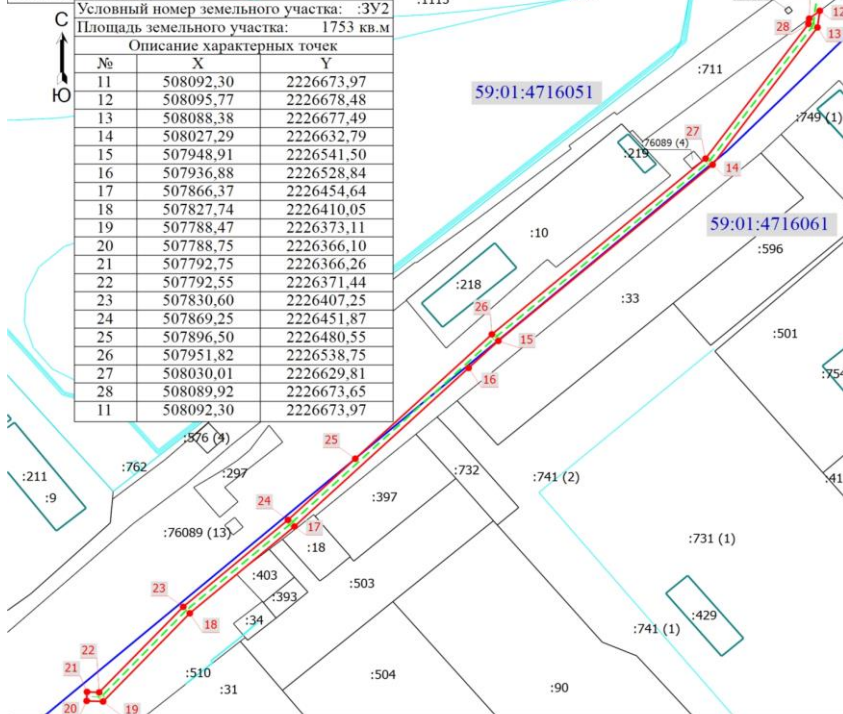 Условный номер земельного участка: :ЗУ2
Площадь земельного участка: 1753 кв.м
Описание характерных точек
№ X Y
11 508092,30 2226673,97
12 508095,77 2226678,48
13 508088,38 2226677,49
14 508027,29 2226632,79
15 507948,91 2226541,50
16 507936,88 2226528,84
17 507866,37 2226454,64
18 507827,74 2226410,05
19 507788,47 2226373,11
20 507788,75 2226366,10
21 507792,75 2226366,26
22 507792,55 2226371,44
23 507830,60 2226407,25
24 507869,25 2226451,87
25 507896,50 2226480,55
26 507951,82 2226538,75
27 508030,01 2226629,81
28 508089,92 2226673,65
11 508092,30 2226673,97
С
Ю
:1113
12
28
13
:711
59:01:4716051
:749 (1)
27
:76089 (4)
:219
14
:10
59:01:4716061
:596
:218
:33
26
15
:501
16
:754
:576 (4)
25
:762
:297
:732
:211
:741 (2)
:41
:9
:397
24
17
:76089 (13)
:731 (1)
:18
:403
:503
23
:393
:34
18
:429
:741 (1)
22
21
:510
:504
:31
:90
20
19